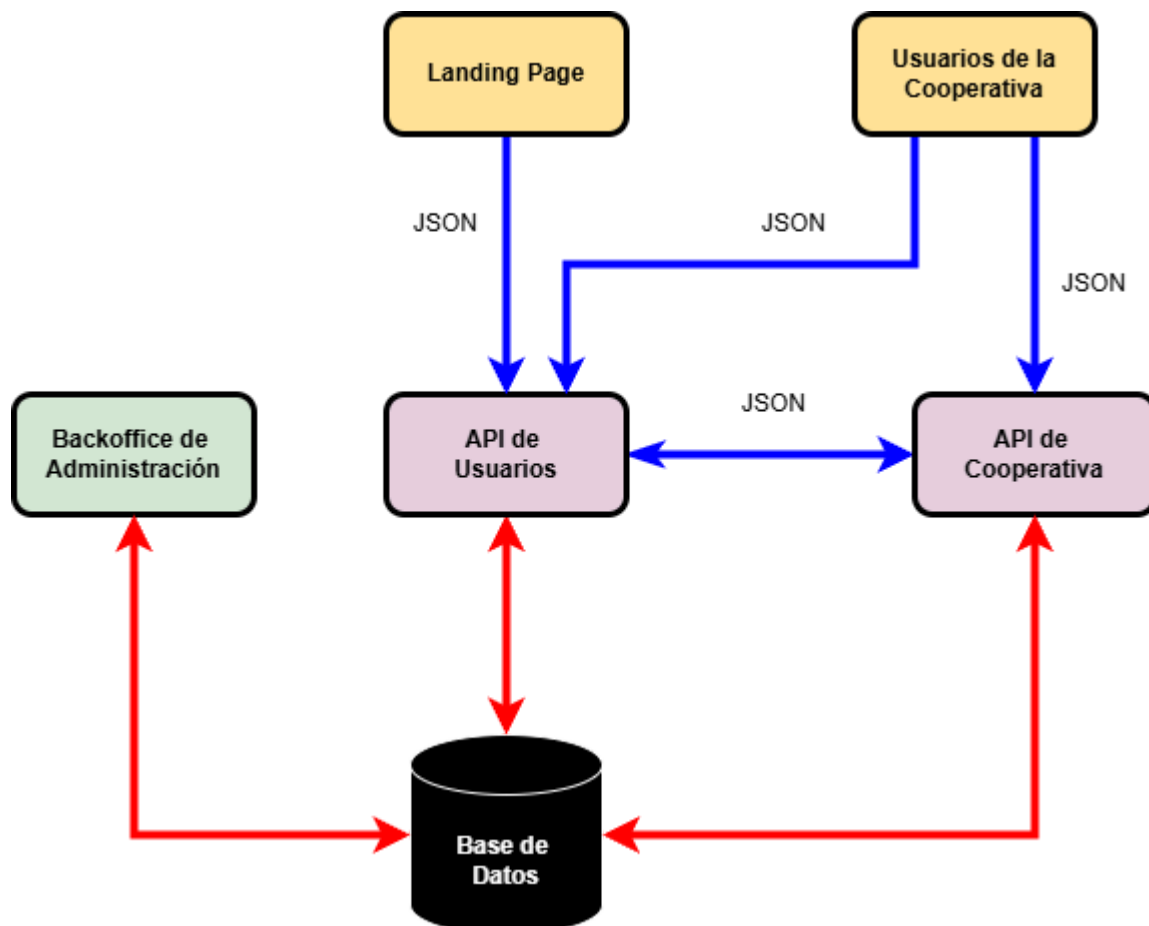 Landing Page
Usuarios de la
Cooperativa
JSON
JSON
JSON
JSON
Backoffice de
Administración
API de
Usuarios
API de
Cooperativa
Base de
Datos